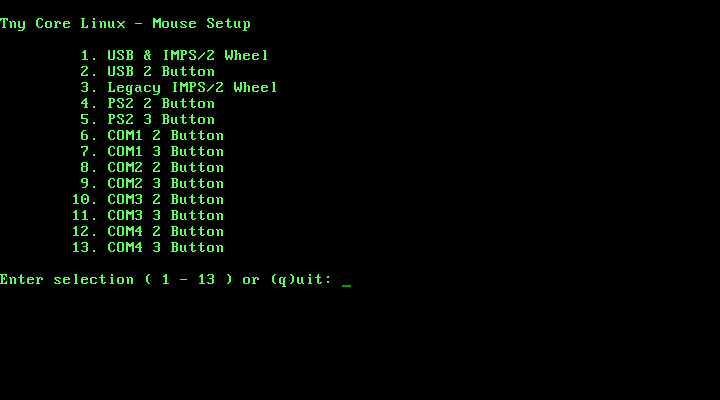 Tny Core Linux - Mouse Setup
1. USB & IMPS/2 Wheel
2. USB 2 Button
3. Legacy IMPS/2 Wheel
4. PS2 2 Button
5. PS2 3 Button
6. COM1 2 Button
7. COM1 3 Button
8. COM2 2 Button
9. COM2 3 Button
10. COM3 2 Button
11. COM3 3 Button
12. COM4 2 Button
13. COM4 3 Button
Enter selection ( 1 - 13 ) or (q)uit: _